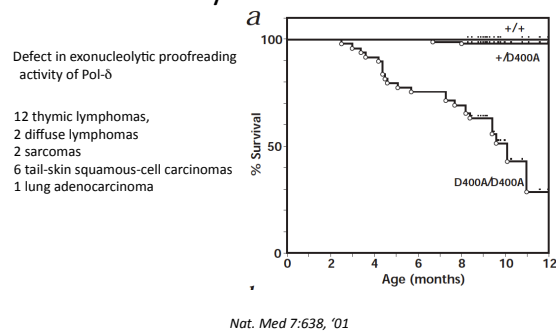 Defect in exonucleolytic proofreading
activity of Pol-δ
12 thymic lymphomas,
2 diffuse lymphomas
2 sarcomas
6 tail-skin squamous-cell carcinomas
1 lung adenocarcinoma
a
+/+
+/D400A
D400A/D400A
% Survival
100
50
0
0 2 4 6 8 10 12
Age (months)
Nat. Med 7:638, '01